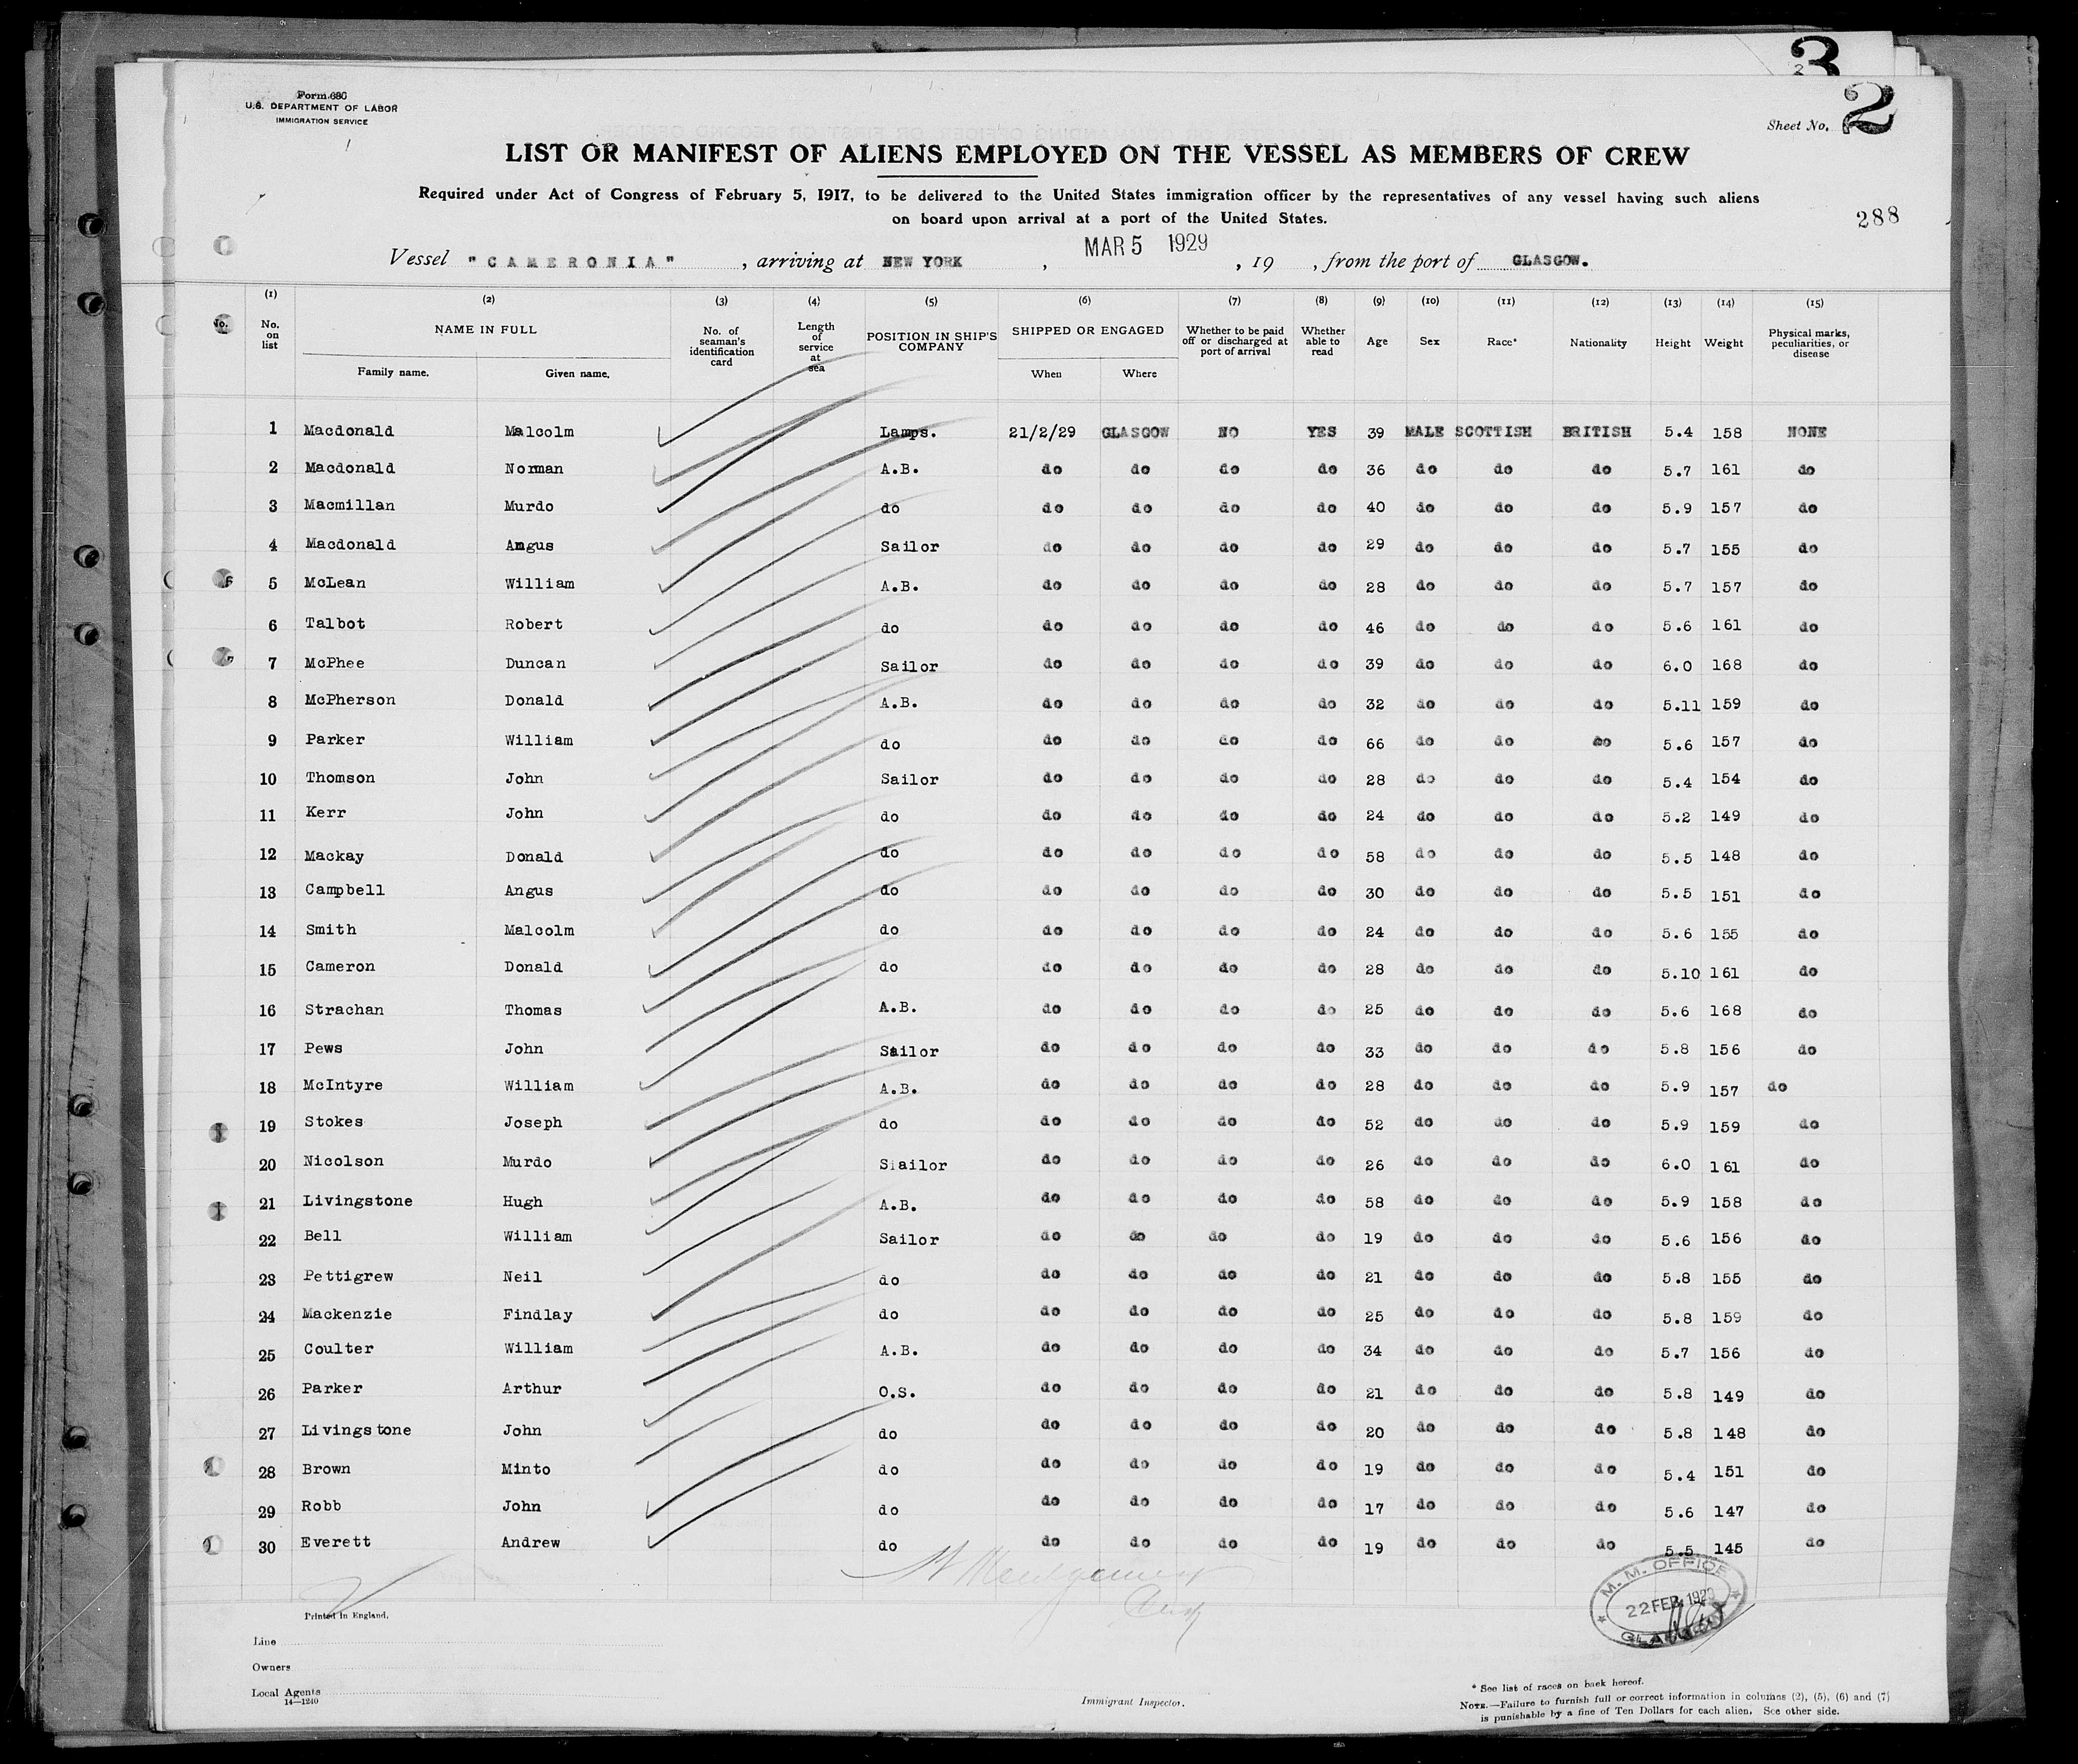 3
2
Form 680
U.S. DEPARTMENT OF LABOR
IMMIGRATION SERVICE
Sheet No. 2
LIST OR MANIFEST OF ALIENS EMPLOYED ON THE VESSEL AS MEMBERS OF CREW
Required under Act of Congress of February 5, 1917, to be delivered to the United States immigration officer by the representatives of any vessel having such aliens
on board upon arrival at a port of the United States.
288
Vessel "CAMERONIA", arriving at NEW YORK, MAR 5 1929, 19 , from the port of GLASGOW.
(1) (2) (3) (4) (5) (6) (7) (8) (9) (10) (11) (12) (13) (14) (15)
No. No. on list NAME IN FULL Family name. Given name. No. of seaman's identification card Length of service at sea POSITION IN SHIP'S COMPANY SHIPPED OR ENGAGED When Where Whether to be paid off or discharged at port of arrival Whether able to read Age Sex Race* Nationality Height Weight Physical marks, peculiarities, or disease
1 Macdonald Malcolm Lamps. 21/2/29 GLASGOW NO YES 39 MALE SCOTTISH BRITISH 5.4 158 NONE
2 Macdonald Norman A.B. do do do do 36 do do do 5.7 161 do
3 Macmillan Murdo do do do do do 40 do do do 5.9 157 do
4 Macdonald Angus Sailor do do do do 29 do do do 5.7 155 do
5 McLean William A.B. do do do do 28 do do do 5.7 157 do
6 Talbot Robert do do do do do 46 do do do 5.6 161 do
7 McPhee Duncan Sailor do do do do 39 do do do 6.0 168 do
8 McPherson Donald A.B. do do do do 32 do do do 5.11 159 do
9 Parker William do do do do do 66 do do do 5.6 157 do
10 Thomson John Sailor do do do do 28 do do do 5.4 154 do
11 Kerr John do do do do do 24 do do do 5.2 149 do
12 Mackay Donald do do do do do 58 do do do 5.5 148 do
13 Campbell Angus do do do do do 30 do do do 5.5 151 do
14 Smith Malcolm do do do do do 24 do do do 5.6 155 do
15 Cameron Donald do do do do do 28 do do do 5.10 161 do
16 Strachan Thomas A.B. do do do do 25 do do do 5.6 168 do
17 Pews John Sailor do do do do 33 do do do 5.8 156 do
18 McIntyre William A.B. do do do do 28 do do do 5.9 157 do
19 Stokes Joseph do do do do do 52 do do do 5.9 159 do
20 Nicolson Murdo Siailor do do do do 26 do do do 6.0 161 do
21 Livingstone Hugh A.B. do do do do 58 do do do 5.9 158 do
22 Bell William Sailor do do do do 19 do do do 5.6 156 do
23 Pettigrew Neil do do do do do 21 do do do 5.8 155 do
24 Mackenzie Findlay do do do do do 25 do do do 5.8 159 do
25 Coulter William A.B. do do do do 34 do do do 5.7 156 do
26 Parker Arthur O.S. do do do do 21 do do do 5.8 149 do
27 Livingstone John do do do do do 20 do do do 5.8 148 do
28 Brown Minto do do do do do 19 do do do 5.4 151 do
29 Robb John do do do do do 17 do do do 5.6 147 do
30 Everett Andrew do do do do do 19 do do do 5.5 145 do
M. M. OFFICE
22 FEB. 1929
GLASGOW
Printed in England.
Line
Owners
Local Agents
14—1240
Immigrant Inspector.
* See list of races on back hereof.
NOTE.—Failure to furnish full or correct information in columns (2), (5), (6) and (7)
is punishable by a fine of Ten Dollars for each alien. See other side.